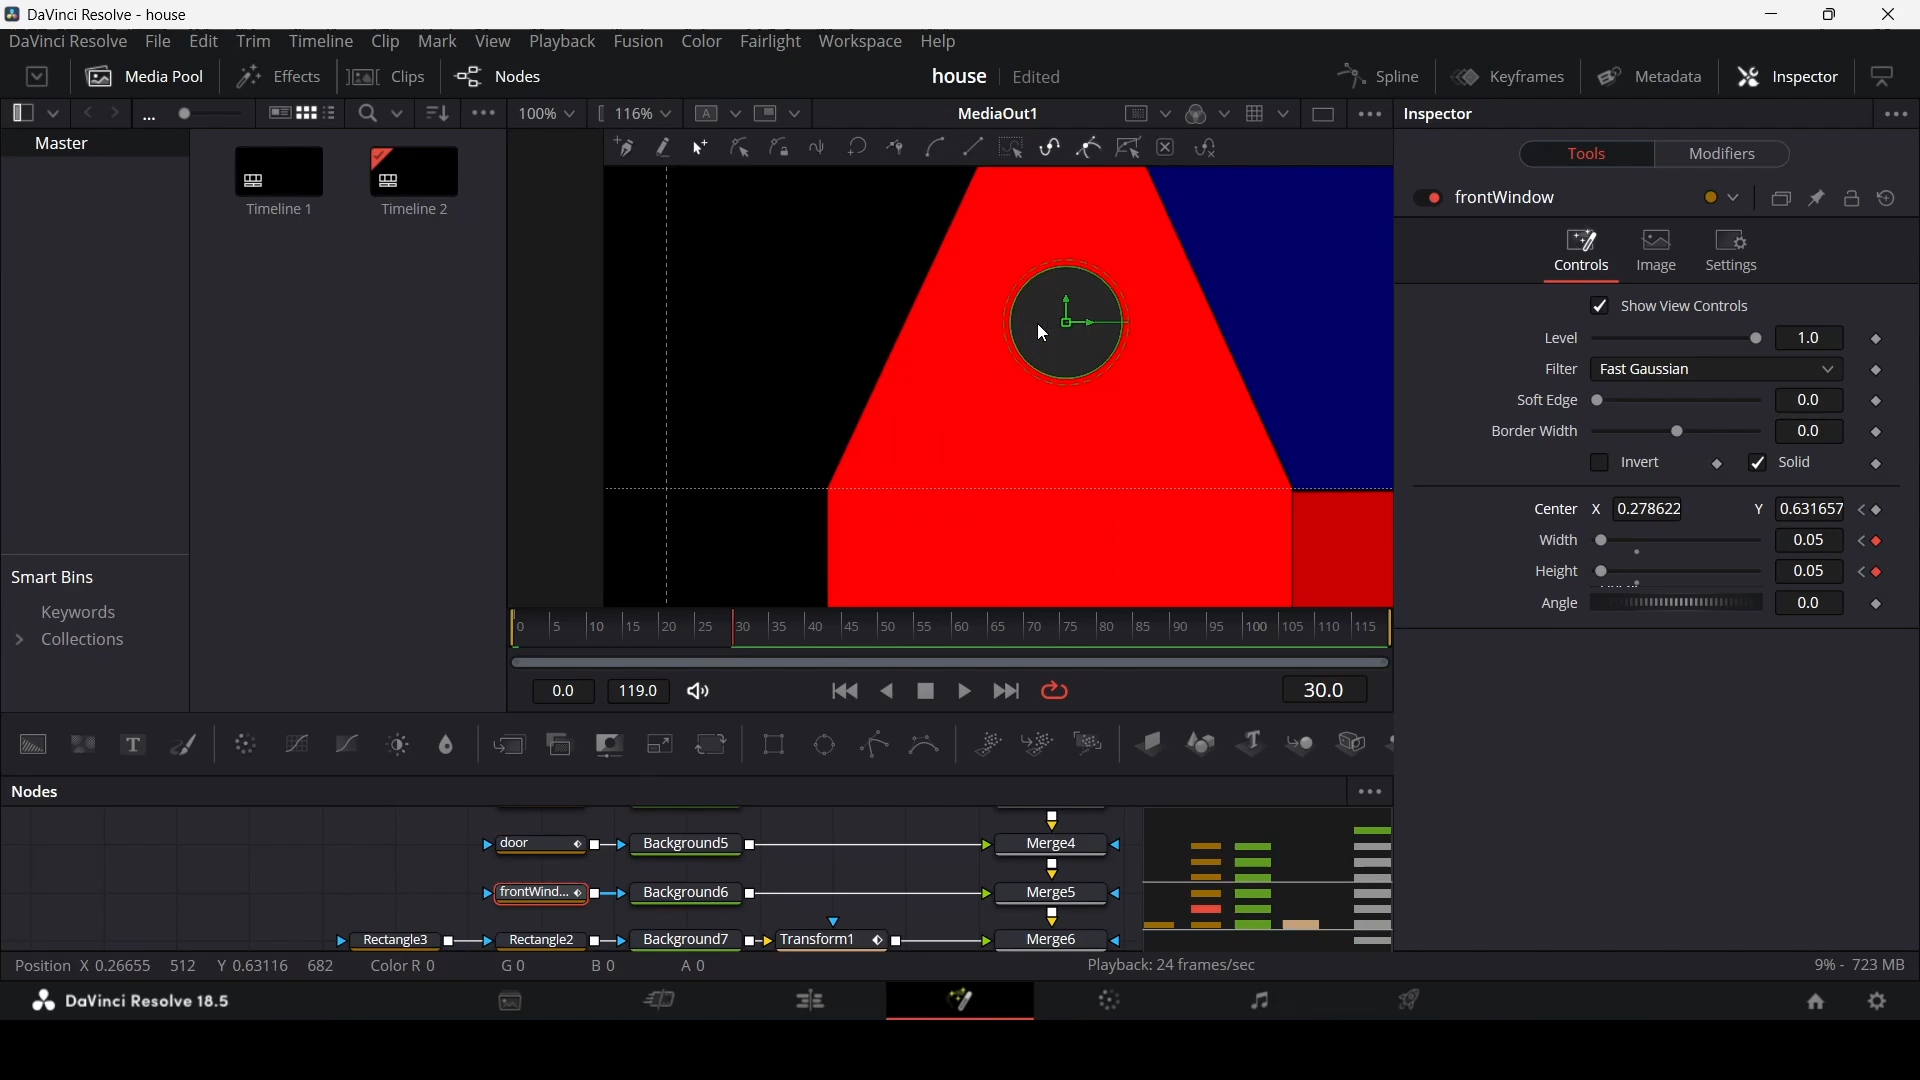 DaVinci Resolve - house
DaVinci Resolve File Edit Trim Timeline Clip Mark View Playback Fusion Color Fairlight Workspace Help
Media Pool Effects Clips Nodes house Edited Spline Keyframes Metadata Inspector
... 100% 116% A MediaOut1 Inspector
Master
Timeline 1 Timeline 2
Tools Modifiers
frontWindow
Controls Image Settings
Show View Controls
Level 1.0
Filter Fast Gaussian
Soft Edge 0.0
Border Width 0.0
Invert Solid
Center X 0.278622 Y 0.631657
Width 0.05
Height 0.05
Angle 0.0
Smart Bins
Keywords
Collections
0 5 10 15 20 25 30 35 40 45 50 55 60 65 70 75 80 85 90 95 100 105 110 115
0.0 119.0 30.0
T T
Nodes
door Background5 Merge4
frontWind... Background6 Merge5
Rectangle3 Rectangle2 Background7 Transform1 Merge6
Position X 0.26655 512 Y 0.63116 682 Color R 0 G 0 B 0 A 0 Playback: 24 frames/sec 9% - 723 MB
DaVinci Resolve 18.5